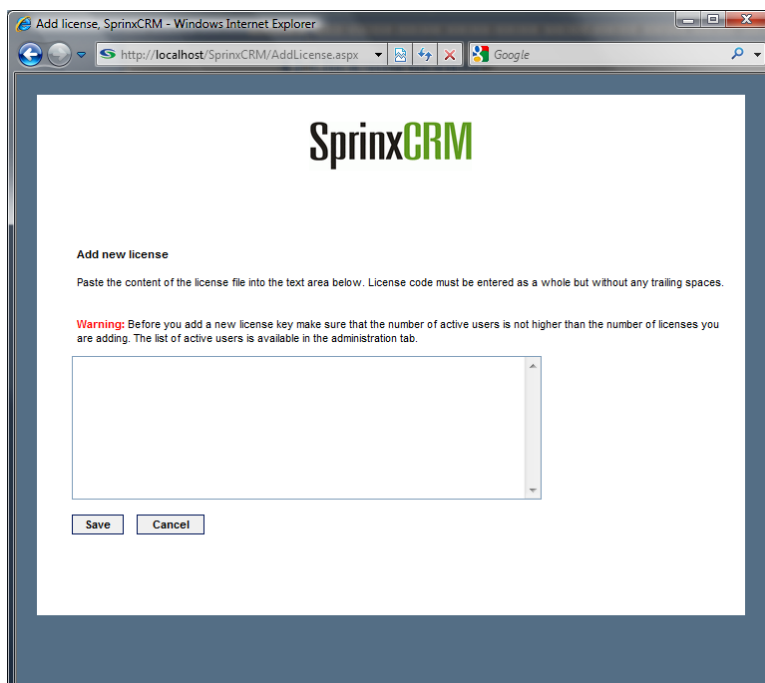 Add license, SprinxCRM - Windows Internet Explorer
http://localhost/SprinxCRM/AddLicense.aspx
Google
SprinxCRM
Add new license
Paste the content of the license file into the text area below. License code must be entered as a whole but without any trailing spaces.
Warning: Before you add a new license key make sure that the number of active users is not higher than the number of licenses you
are adding. The list of active users is available in the administration tab.
Save Cancel